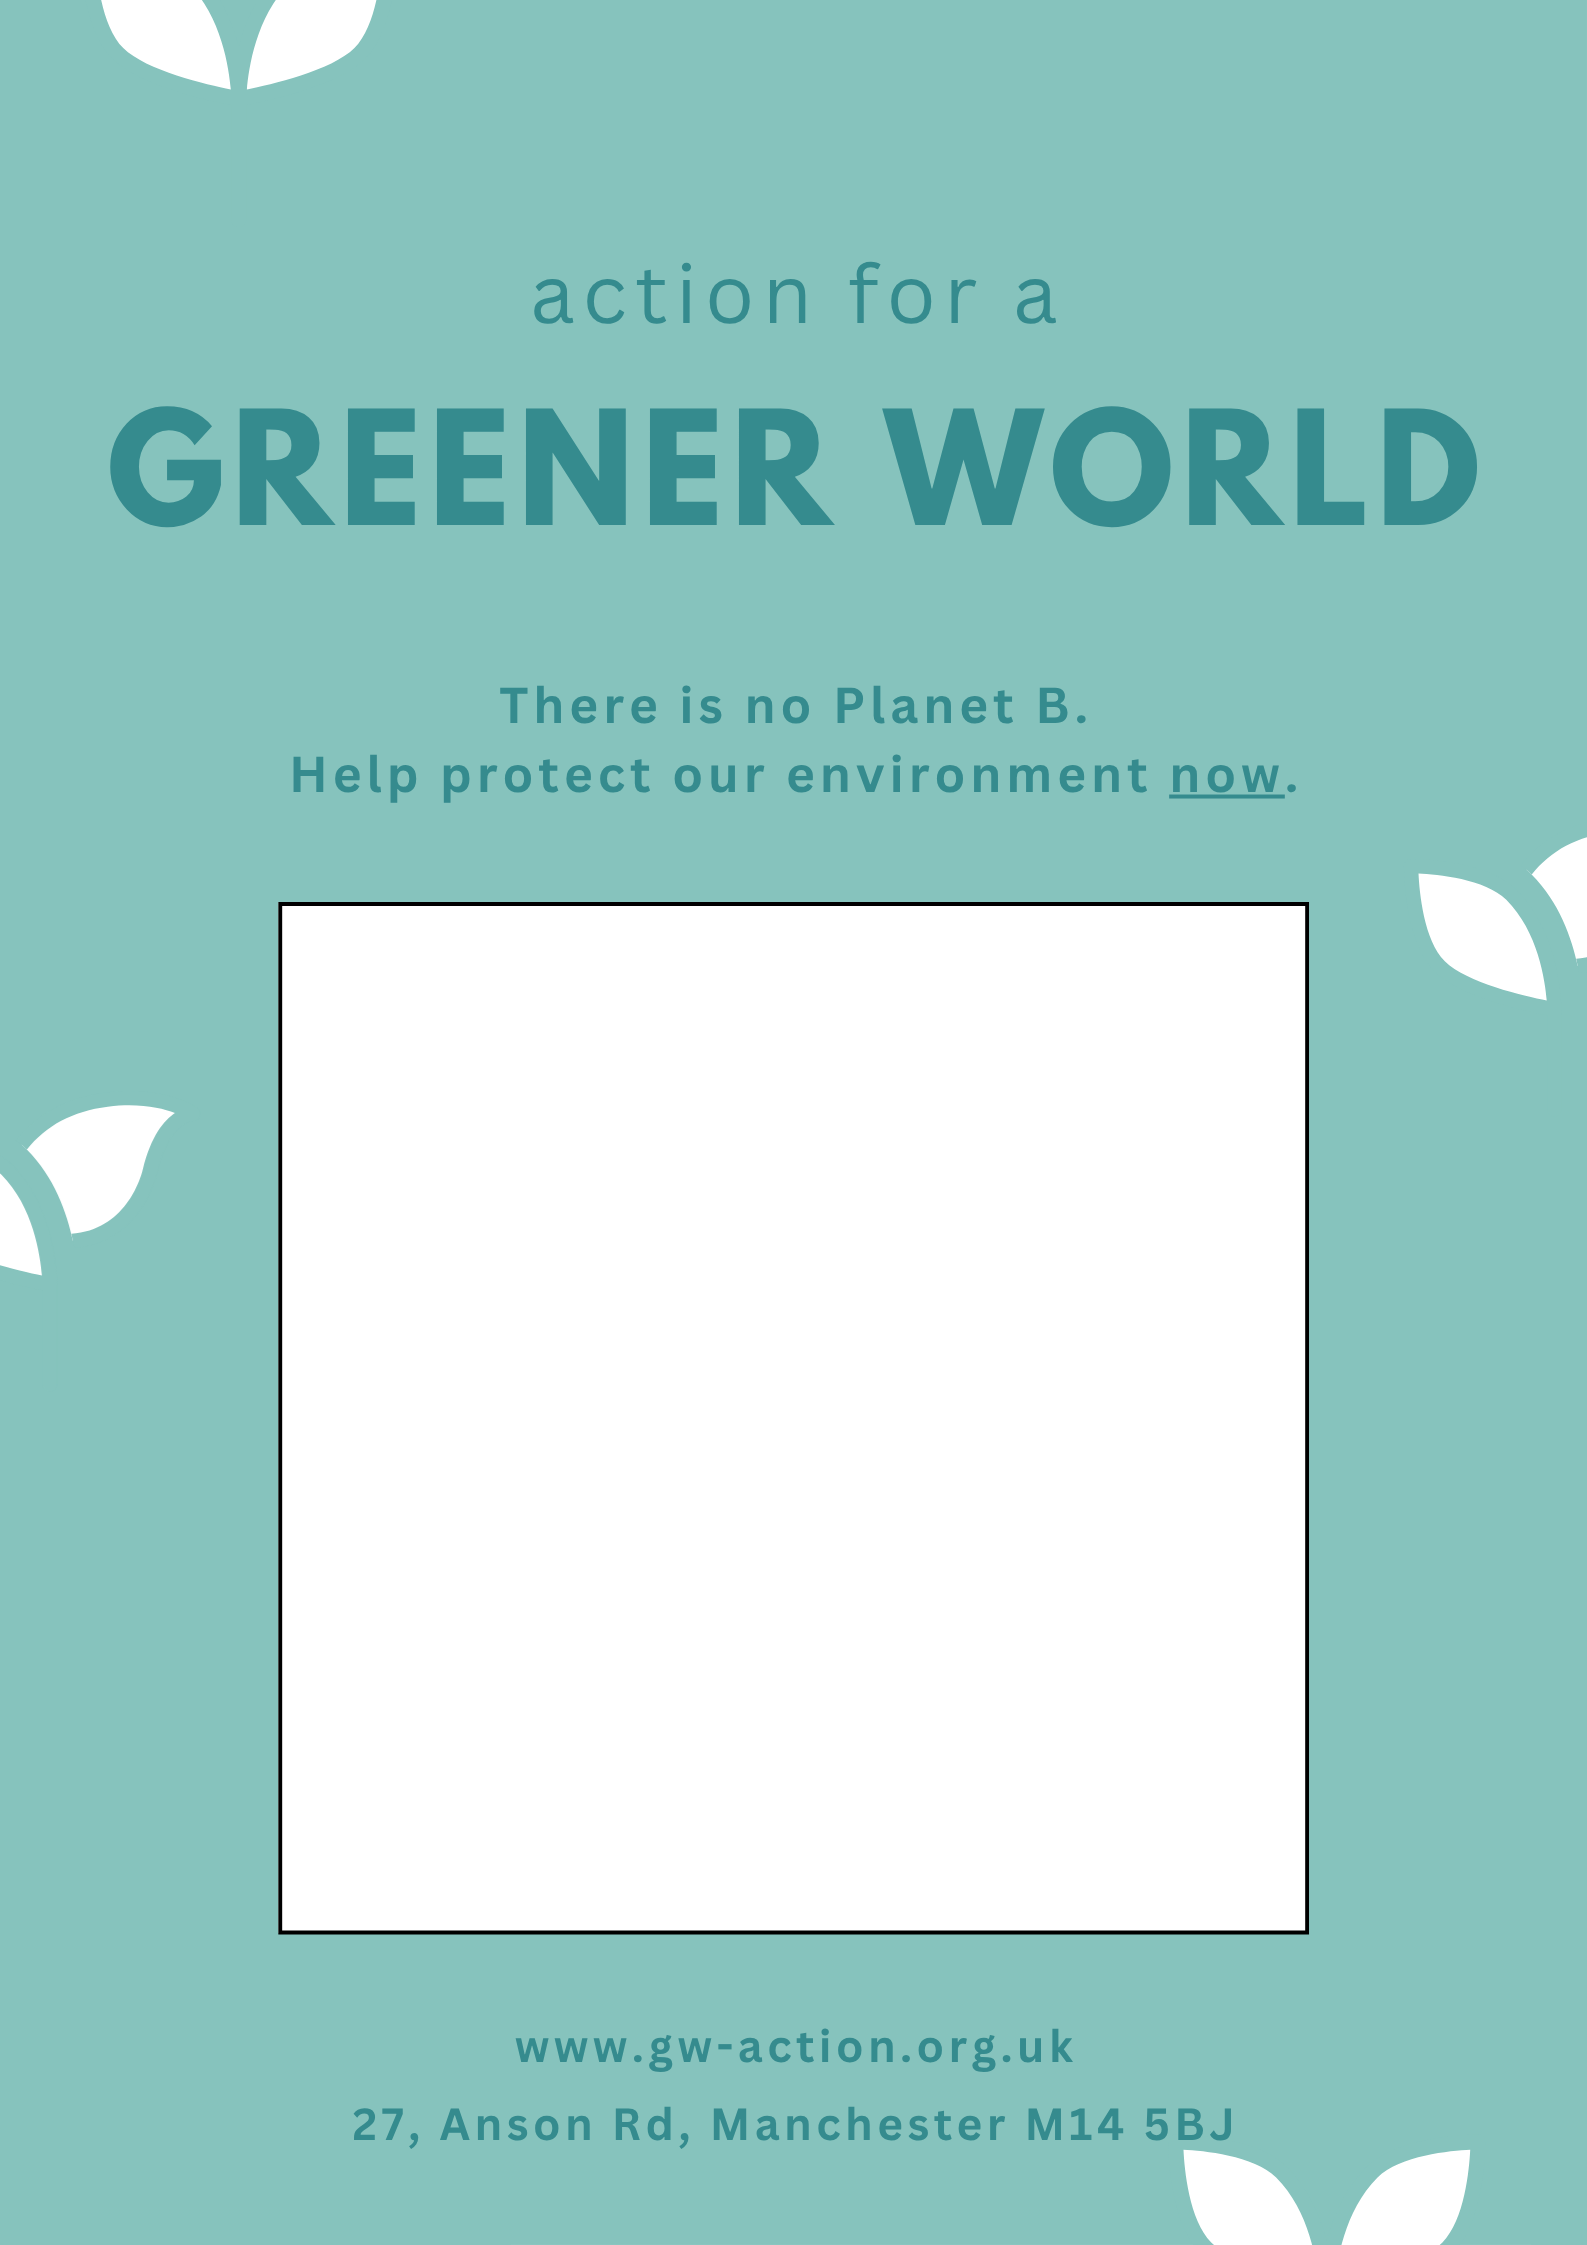 action for a
GREENER WORLD
There is no Planet B.
Help protect our environment now.
www.gw-action.org.uk
27, Anson Rd, Manchester M14 5BJ